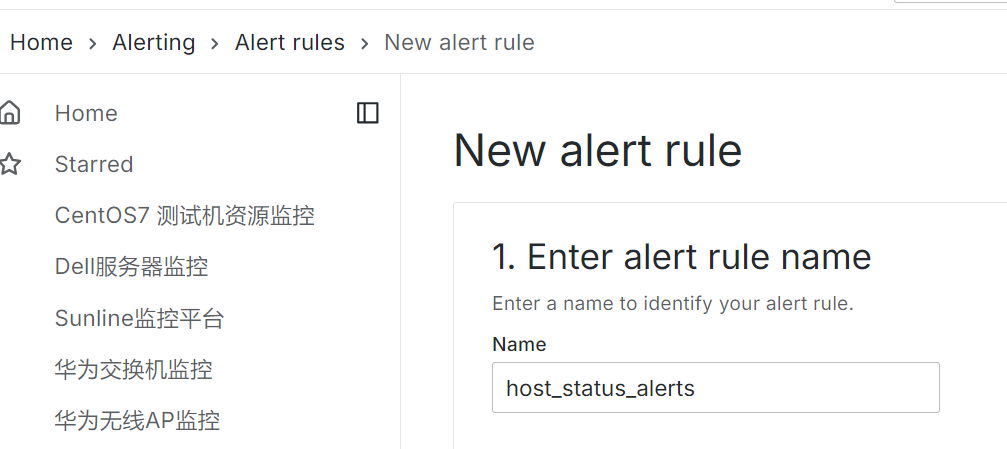 Home > Alerting > Alert rules > New alert rule
Home
Starred
CentOS7 测试机资源监控
Dell服务器监控
Sunline监控平台
华为交换机监控
华为无线AP监控
New alert rule
1. Enter alert rule name
Enter a name to identify your alert rule.
Name
host_status_alerts